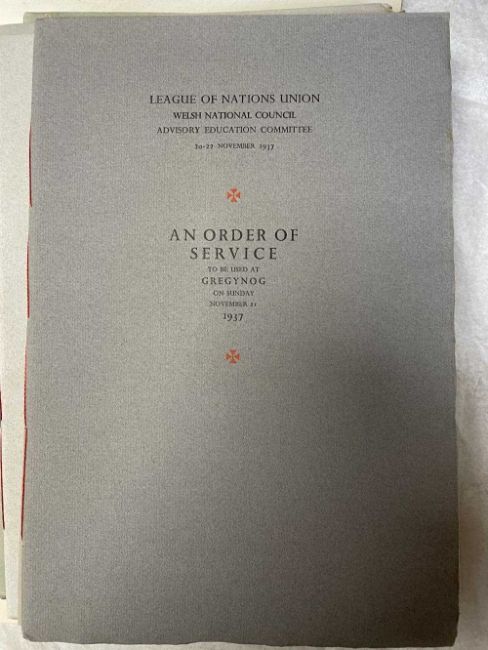 LEAGUE OF NATIONS UNION
WELSH NATIONAL COUNCIL
ADVISORY EDUCATION COMMITTEE
20-22 NOVEMBER 1937
AN ORDER OF
SERVICE
TO BE USED AT
GREGYNOG
ON SUNDAY
NOVEMBER 21
1937